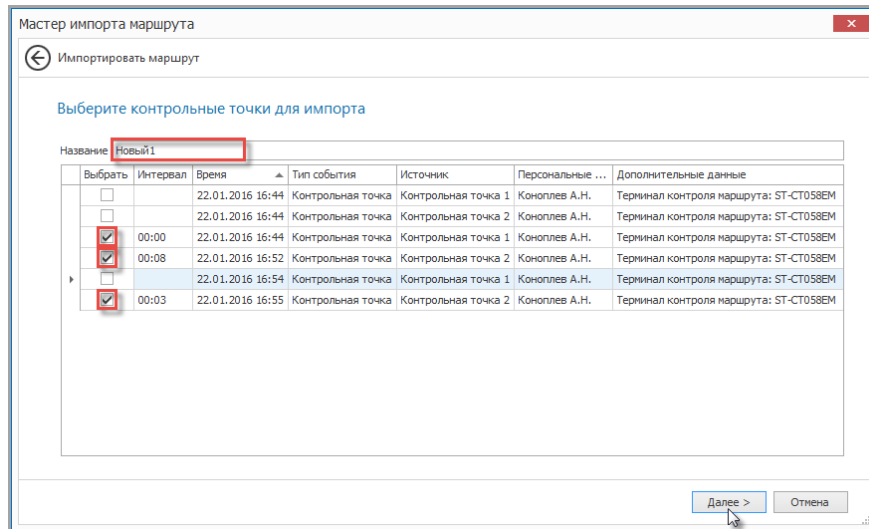 Мастер импорта маршрута
Импортировать маршрут
Выберите контрольные точки для импорта
Название Новый1
Выбрать Интервал Время Тип события Источник Персональные ... Дополнительные данные
22.01.2016 16:44 Контрольная точка Контрольная точка 1 Коноплев А.Н. Терминал контроля маршрута: ST-CT058EM
22.01.2016 16:44 Контрольная точка Контрольная точка 2 Коноплев А.Н. Терминал контроля маршрута: ST-CT058EM
00:00 22.01.2016 16:44 Контрольная точка Контрольная точка 1 Коноплев А.Н. Терминал контроля маршрута: ST-CT058EM
00:08 22.01.2016 16:52 Контрольная точка Контрольная точка 2 Коноплев А.Н. Терминал контроля маршрута: ST-CT058EM
22.01.2016 16:54 Контрольная точка Контрольная точка 1 Коноплев А.Н. Терминал контроля маршрута: ST-CT058EM
00:03 22.01.2016 16:55 Контрольная точка Контрольная точка 2 Коноплев А.Н. Терминал контроля маршрута: ST-CT058EM
Далее > Отмена